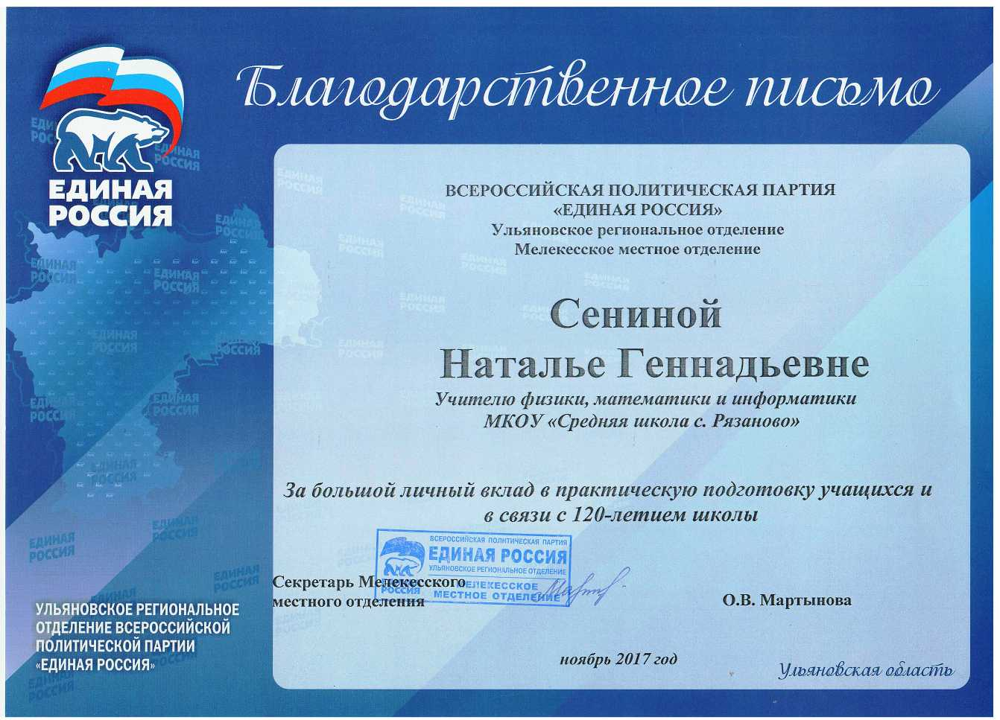 Благодарственное письмо
ЕДИНАЯ
РОССИЯ
ВСЕРОССИЙСКАЯ ПОЛИТИЧЕСКАЯ ПАРТИЯ
«ЕДИНАЯ РОССИЯ»
Ульяновское региональное отделение
Мелекесское местное отделение
Сениной
Наталье Геннадьевне
Учителю физики, математики и информатики
МКОУ «Средняя школа с. Рязаново»
За большой личный вклад в практическую подготовку учащихся и
в связи с 120-летием школы
ВСЕРОССИЙСКАЯ ПОЛИТИЧЕСКАЯ ПАРТИЯ
ЕДИНАЯ РОССИЯ
УЛЬЯНОВСКОЕ РЕГИОНАЛЬНОЕ ОТДЕЛЕНИЕ
МЕЛЕКЕССКОЕ
МЕСТНОЕ ОТДЕЛЕНИЕ
РОССИЯ
Секретарь Мелекесского
местного отделения
О.В. Мартынова
УЛЬЯНОВСКОЕ РЕГИОНАЛЬНОЕ
ОТДЕЛЕНИЕ ВСЕРОССИЙСКОЙ
ПОЛИТИЧЕСКОЙ ПАРТИИ
«ЕДИНАЯ РОССИЯ»
ноябрь 2017 год
Ульяновская область